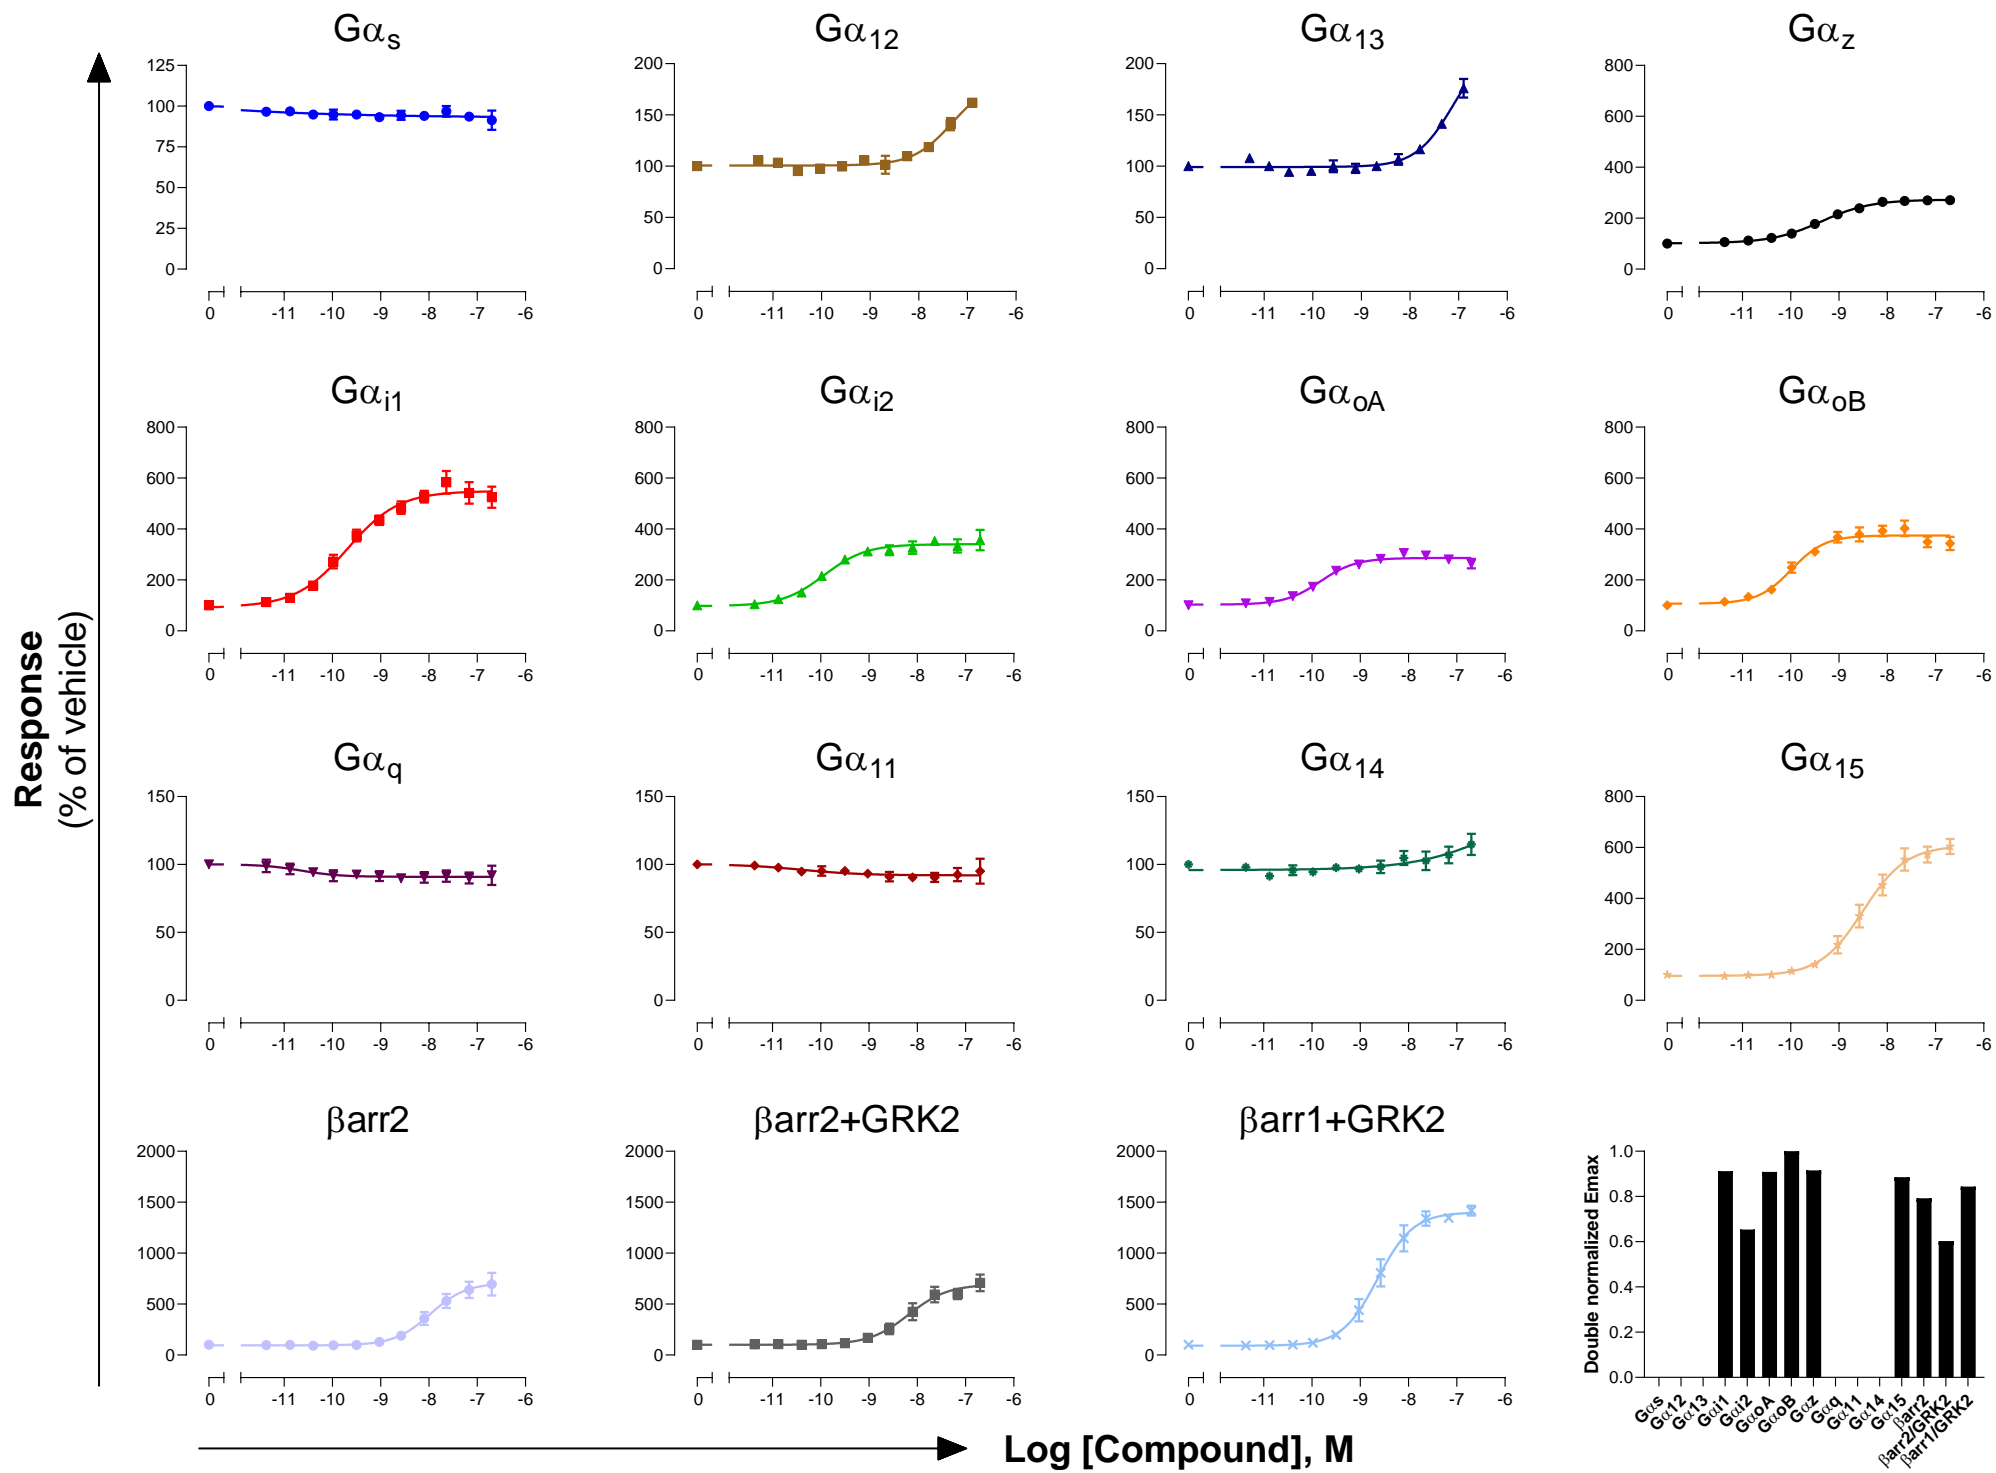 Gαs
Gα12
Gα13
Gαz
125
100
75
50
25
0
0 -11 -10 -9 -8 -7 -6
200
150
100
50
0
0 -11 -10 -9 -8 -7 -6
200
150
100
50
0
0 -11 -10 -9 -8 -7 -6
800
600
400
200
0
0 -11 -10 -9 -8 -7 -6
Gαi1
Gαi2
GαoA
GαoB
800
600
400
200
0
0 -11 -10 -9 -8 -7 -6
800
600
400
200
0
0 -11 -10 -9 -8 -7 -6
800
600
400
200
0
0 -11 -10 -9 -8 -7 -6
800
600
400
200
0
0 -11 -10 -9 -8 -7 -6
Response
(% of vehicle)
Gαq
Gα11
Gα14
Gα15
150
100
50
0
0 -11 -10 -9 -8 -7 -6
150
100
50
0
0 -11 -10 -9 -8 -7 -6
150
100
50
0
0 -11 -10 -9 -8 -7 -6
800
600
400
200
0
0 -11 -10 -9 -8 -7 -6
βarr2
βarr2+GRK2
βarr1+GRK2
2000
1500
1000
500
0
0 -11 -10 -9 -8 -7 -6
2000
1500
1000
500
0
0 -11 -10 -9 -8 -7 -6
2000
1500
1000
500
0
0 -11 -10 -9 -8 -7 -6
Double normalized Emax
1.0
0.8
0.6
0.4
0.2
0.0
Gαs
Gα12
Gα13
Gαi1
Gαi2
GαoA
GαoB
Gαz
Gαq
Gα11
Gα14
Gα15
βarr2
βarr2/GRK2
βarr1/GRK2
Log [Compound], M